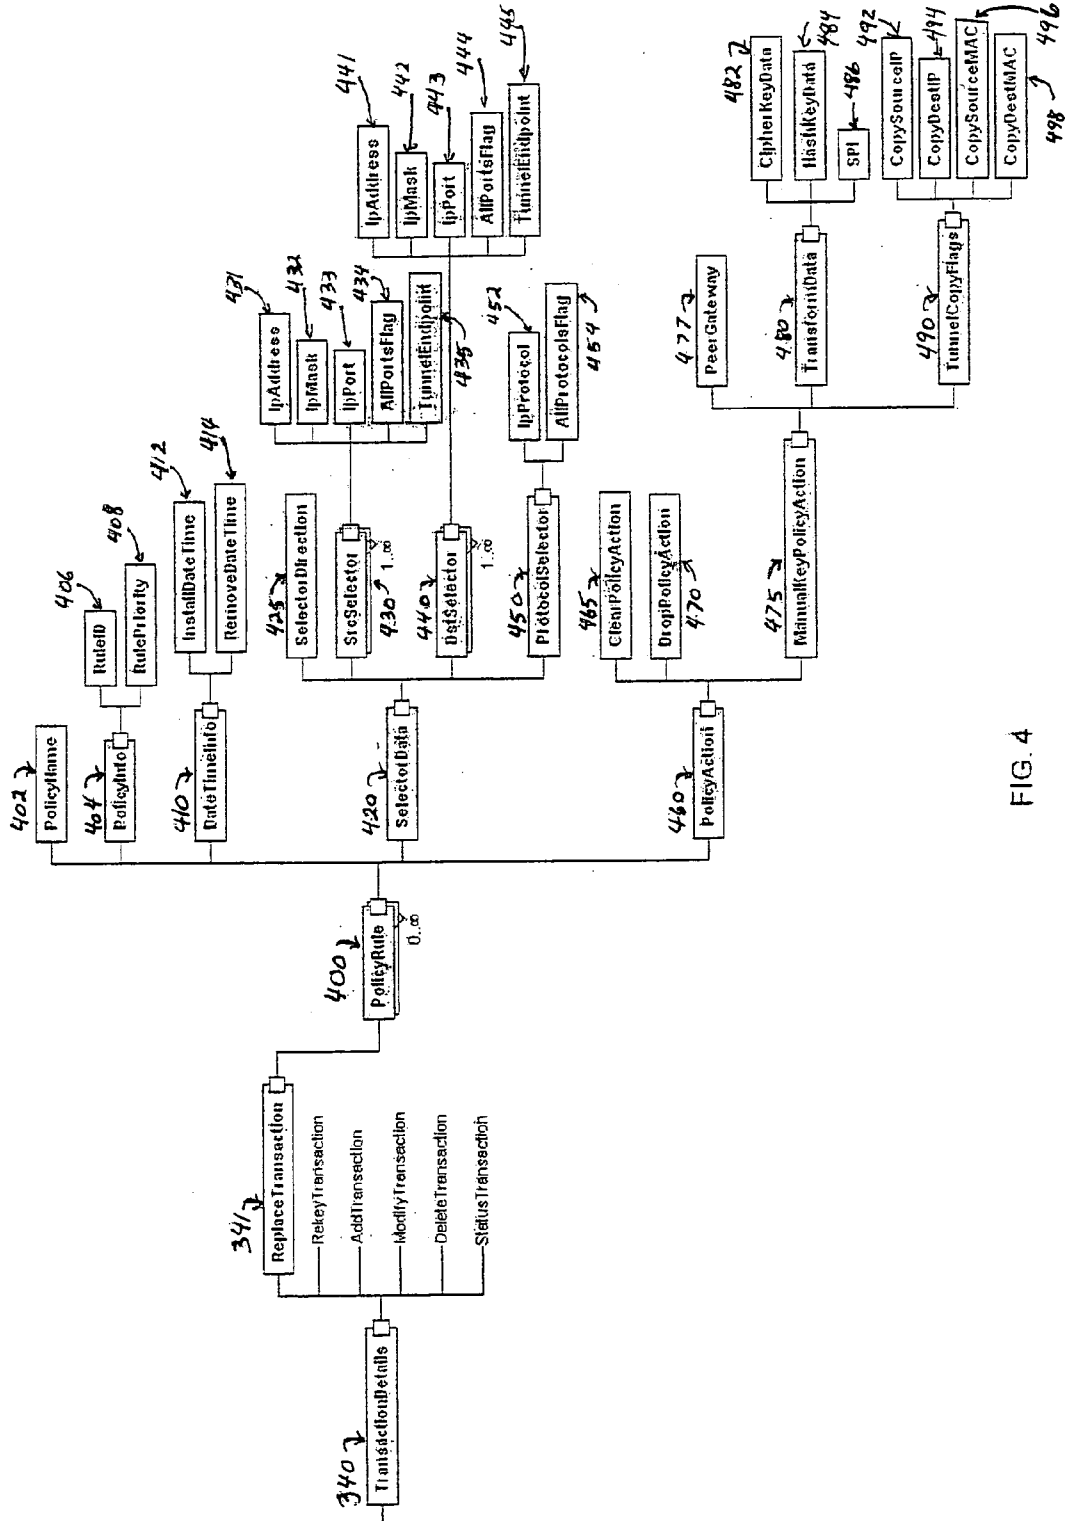 340
TransactionDetails
341
ReplaceTransaction
RekeyTransaction
AddTransaction
ModifyTransaction
DeleteTransaction
StatusTransaction
400
PolicyRule
0..∞
402
PolicyName
404
PolicyInfo
406
RuleID
408
RulePriority
410
DateTimeInfo
412
InstallDateTime
414
RemoveDateTime
420
SelectorData
425
SelectorDirection
430
SrcSelector
1..∞
431
IpAddress
432
IpMask
433
IpPort
434
AllPortsFlag
435
TunnelEndpoint
440
DstSelector
1..∞
441
IpAddress
442
IpMask
443
IpPort
444
AllPortsFlag
445
TunnelEndpoint
450
ProtocolSelector
452
IpProtocol
454
AllProtocolsFlag
460
PolicyAction
465
ClearPolicyAction
470
DropPolicyAction
475
ManualKeyPolicyAction
477
PeerGateway
480
TransformData
482
CipherKeyData
484
HashKeyData
486
SPI
490
TunnelCopyFlags
492
CopySourceIP
494
CopyDestIP
496
CopySourceMAC
498
CopyDestMAC
FIG. 4